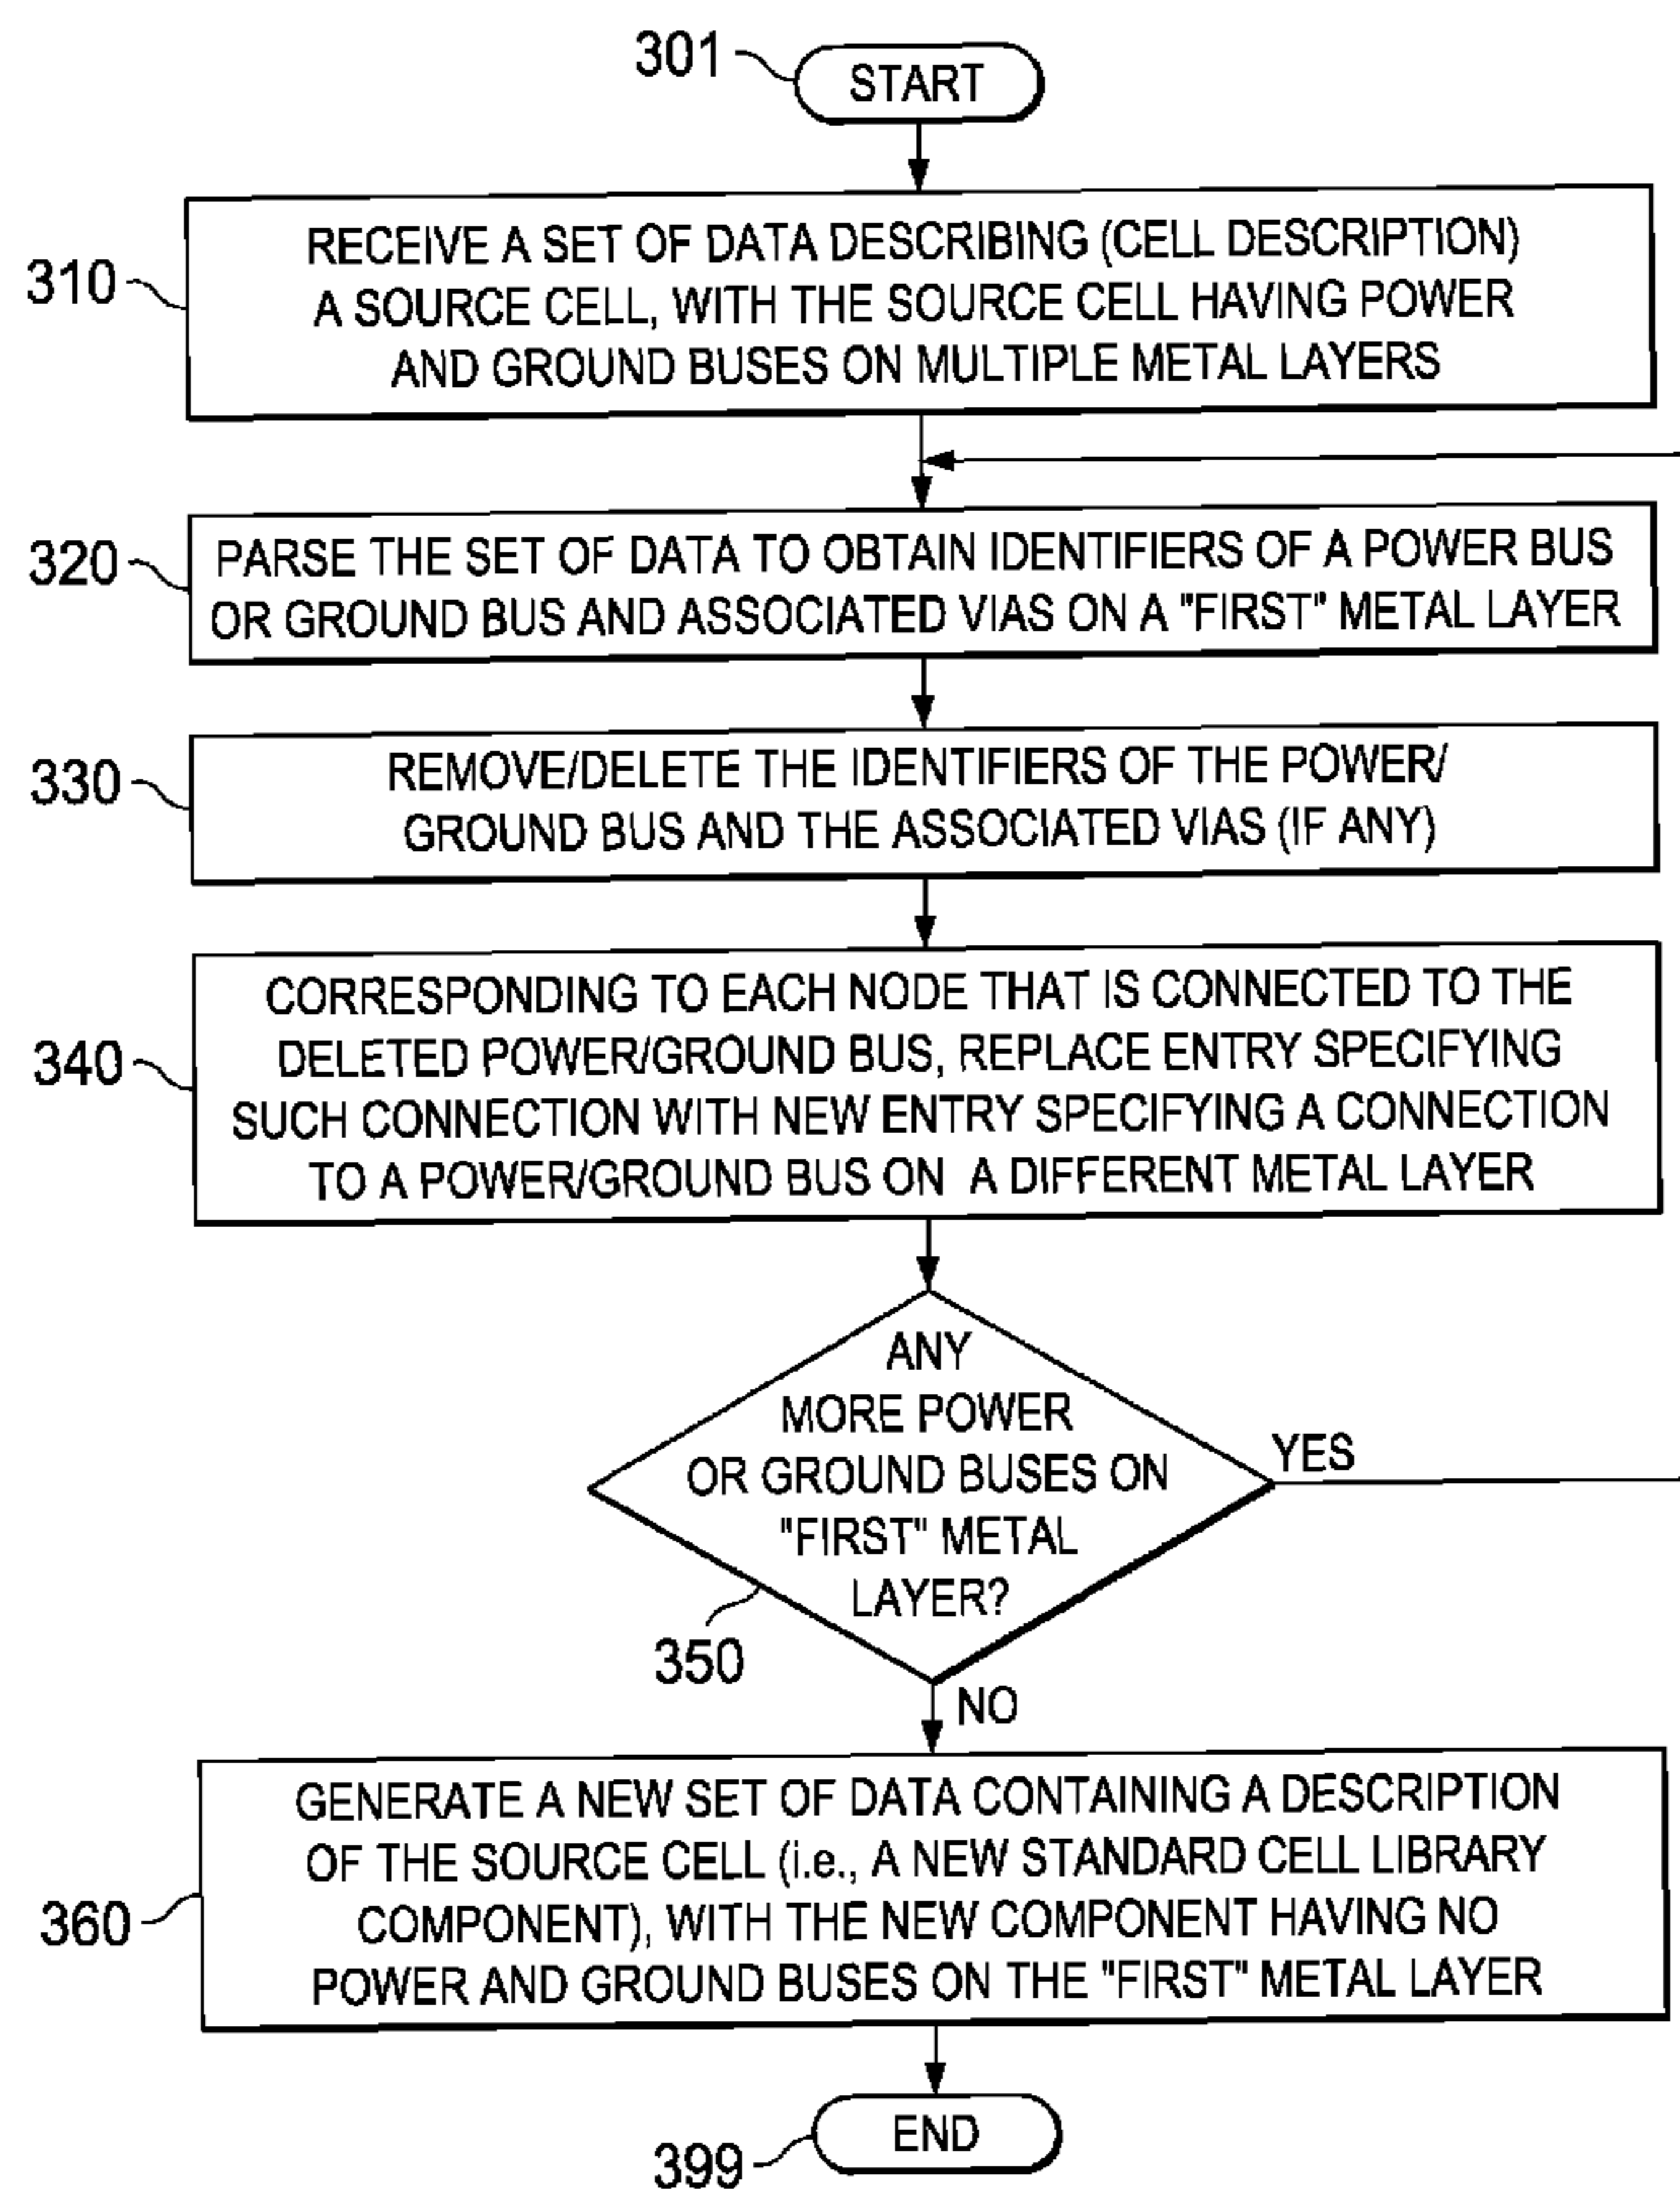 301
START
310
RECEIVE A SET OF DATA DESCRIBING (CELL DESCRIPTION)
A SOURCE CELL, WITH THE SOURCE CELL HAVING POWER
AND GROUND BUSES ON MULTIPLE METAL LAYERS
320
PARSE THE SET OF DATA TO OBTAIN IDENTIFIERS OF A POWER BUS
OR GROUND BUS AND ASSOCIATED VIAS ON A "FIRST" METAL LAYER
330
REMOVE/DELETE THE IDENTIFIERS OF THE POWER/
GROUND BUS AND THE ASSOCIATED VIAS (IF ANY)
340
CORRESPONDING TO EACH NODE THAT IS CONNECTED TO THE
DELETED POWER/GROUND BUS, REPLACE ENTRY SPECIFYING
SUCH CONNECTION WITH NEW ENTRY SPECIFYING A CONNECTION
TO A POWER/GROUND BUS ON A DIFFERENT METAL LAYER
ANY
MORE POWER
OR GROUND BUSES ON
"FIRST" METAL
LAYER?
YES
350
NO
360
GENERATE A NEW SET OF DATA CONTAINING A DESCRIPTION
OF THE SOURCE CELL (i.e., A NEW STANDARD CELL LIBRARY
COMPONENT), WITH THE NEW COMPONENT HAVING NO
POWER AND GROUND BUSES ON THE "FIRST" METAL LAYER
END
399